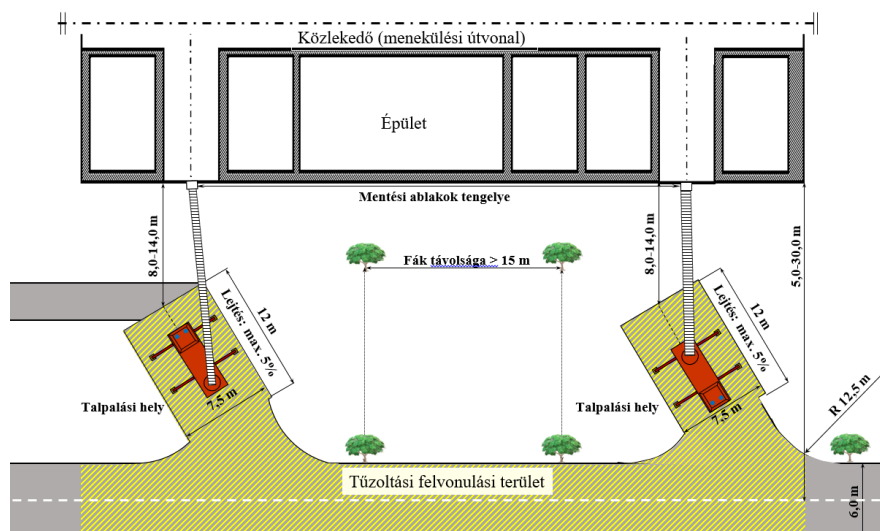 Közlekedő (menekülési útvonal)
Épület
Mentési ablakok tengelye
8,0-14,0 m
8,0-14,0 m
5,0-30,0 m
Fák távolsága > 15 m
12 m
Lejtés: max. 5%
7,5 m
Talpalási hely
12 m
Lejtés: max. 5%
7,5 m
Talpalási hely
R 12,5 m
Tűzoltási felvonulási terület
6,0 m